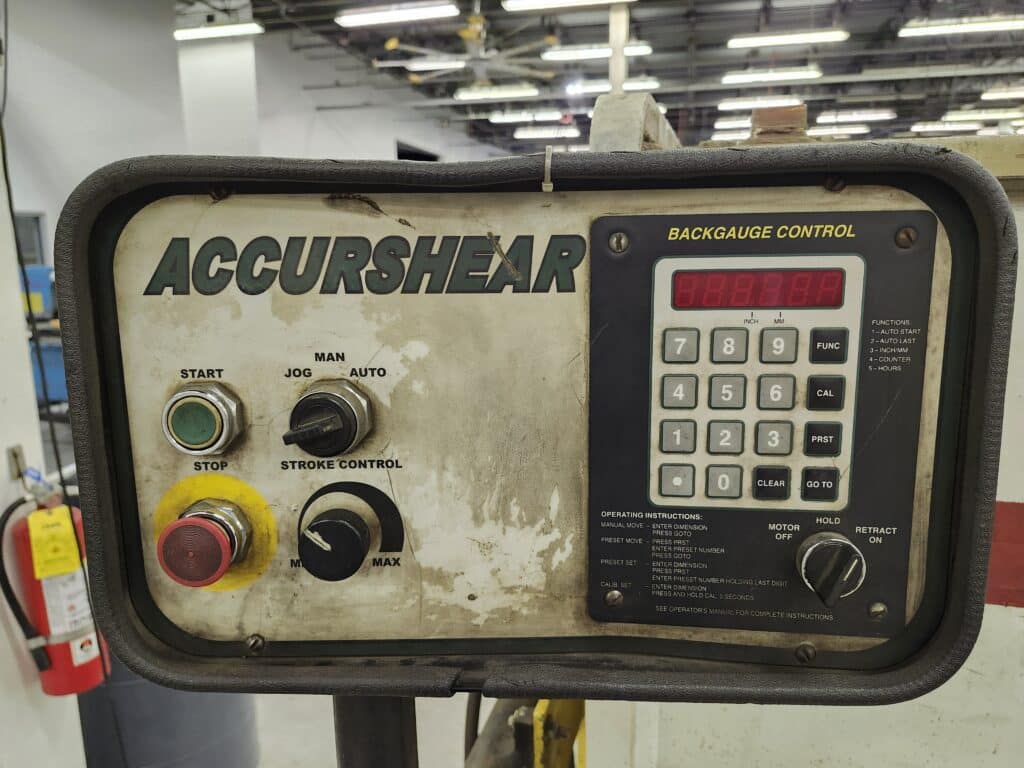 ACCURSHEAR
START
STOP
MAN
JOG AUTO
STROKE CONTROL
MAX
BACKGAUGE CONTROL
INCH MM
7 8 9 FUNC
4 5 6 CAL
1 2 3 PRST
0 CLEAR GO TO
FUNCTIONS:
1 - AUTO START
2 - AUTO LAST
3 - INCH/MM
4 - COUNTER
5 - HOURS
OPERATING INSTRUCTIONS:
MANUAL MOVE - ENTER DIMENSION
PRESS GOTO
PRESET MOVE - PRESS PRST
ENTER PRESET NUMBER
PRESS GOTO
PRESET SET - ENTER DIMENSION
PRESS PRST
ENTER PRESET NUMBER HOLDING LAST DIGIT
CALIB. SET - ENTER DIMENSION
PRESS AND HOLD CAL. 5 SECONDS
SEE OPERATOR'S MANUAL FOR COMPLETE INSTRUCTIONS
HOLD
MOTOR OFF
RETRACT ON